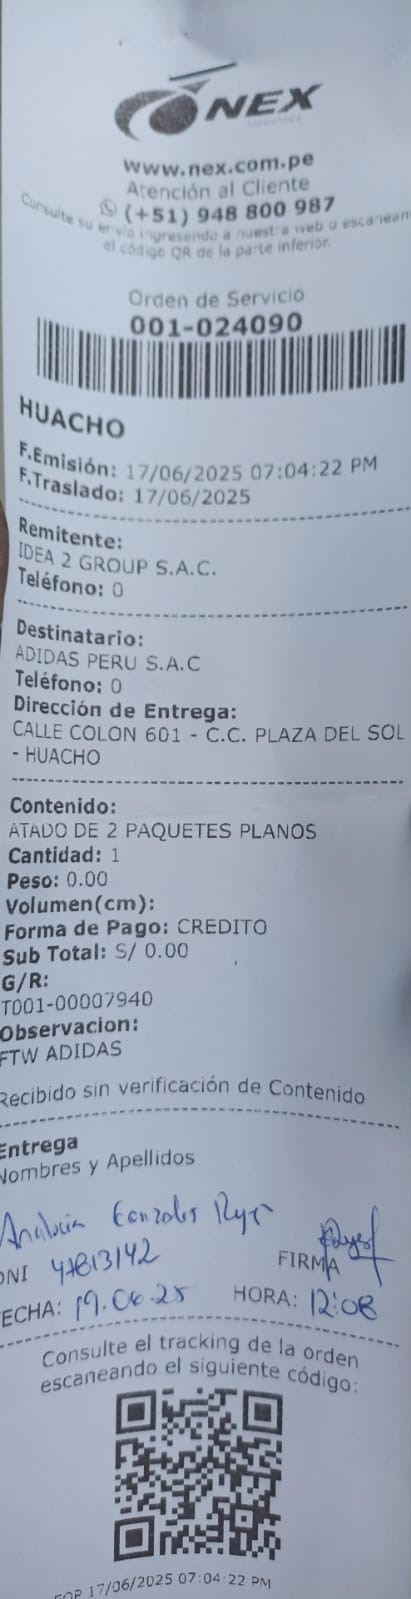 NEX
www.nex.com.pe
Atención al Cliente
(+51) 948 800 987
Consulte su envío ingresando a nuestra web o escanean
el código QR de la parte inferior.
Orden de Servicio
001-024090
HUACHO
F.Emisión: 17/06/2025 07:04:22 PM
F.Traslado: 17/06/2025
Remitente:
IDEA 2 GROUP S.A.C.
Teléfono: 0
Destinatario:
ADIDAS PERU S.A.C
Teléfono: 0
Dirección de Entrega:
CALLE COLON 601 - C.C. PLAZA DEL SOL
- HUACHO
Contenido:
ATADO DE 2 PAQUETES PLANOS
Cantidad: 1
Peso: 0.00
Volumen(cm):
Forma de Pago: CREDITO
Sub Total: S/ 0.00
G/R:
T001-00007940
Observacion:
FTW ADIDAS
Recibido sin verificación de Contenido
Entrega
Nombres y Apellidos
Gonzales
DNI FIRMA
FECHA: 19.06.25 HORA: 12:08
Consulte el tracking de la orden
escaneando el siguiente código:
17/06/2025 07:04:22 PM